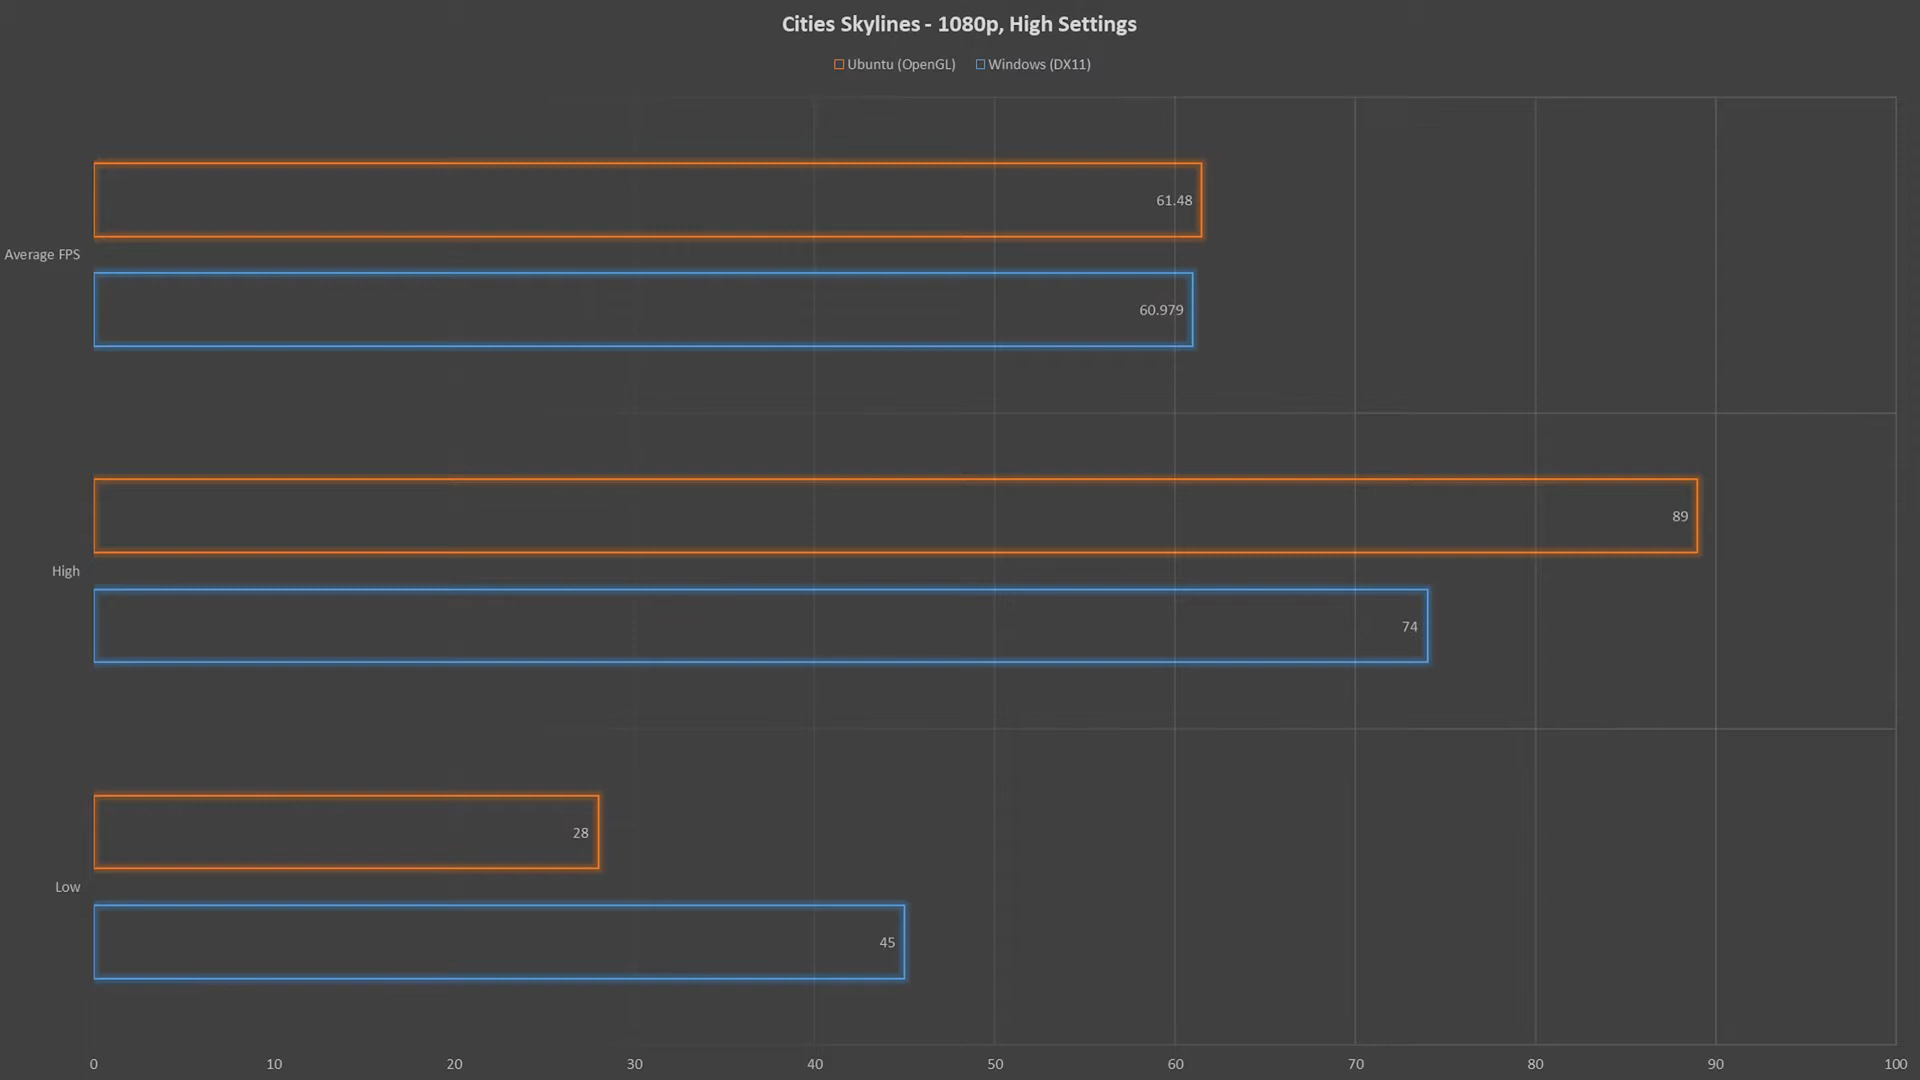 Cities Skylines - 1080p, High Settings
Ubuntu (OpenGL) Windows (DX11)
61.48
Average FPS
60.979
89
High
74
28
Low
45
0 10 20 30 40 50 60 70 80 90 100